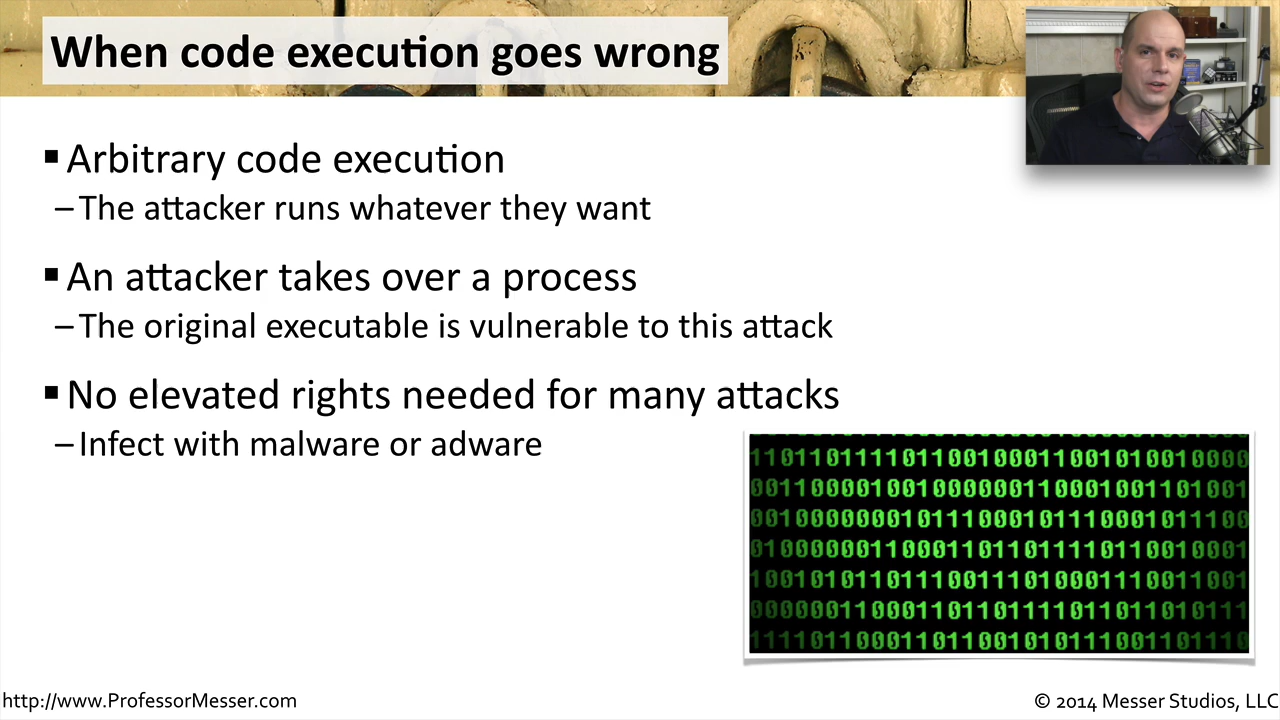 When code execution goes wrong
▪ Arbitrary code execution
– The attacker runs whatever they want
▪ An attacker takes over a process
– The original executable is vulnerable to this attack
▪ No elevated rights needed for many attacks
– Infect with malware or adware
http://www.ProfessorMesser.com
© 2014 Messer Studios, LLC